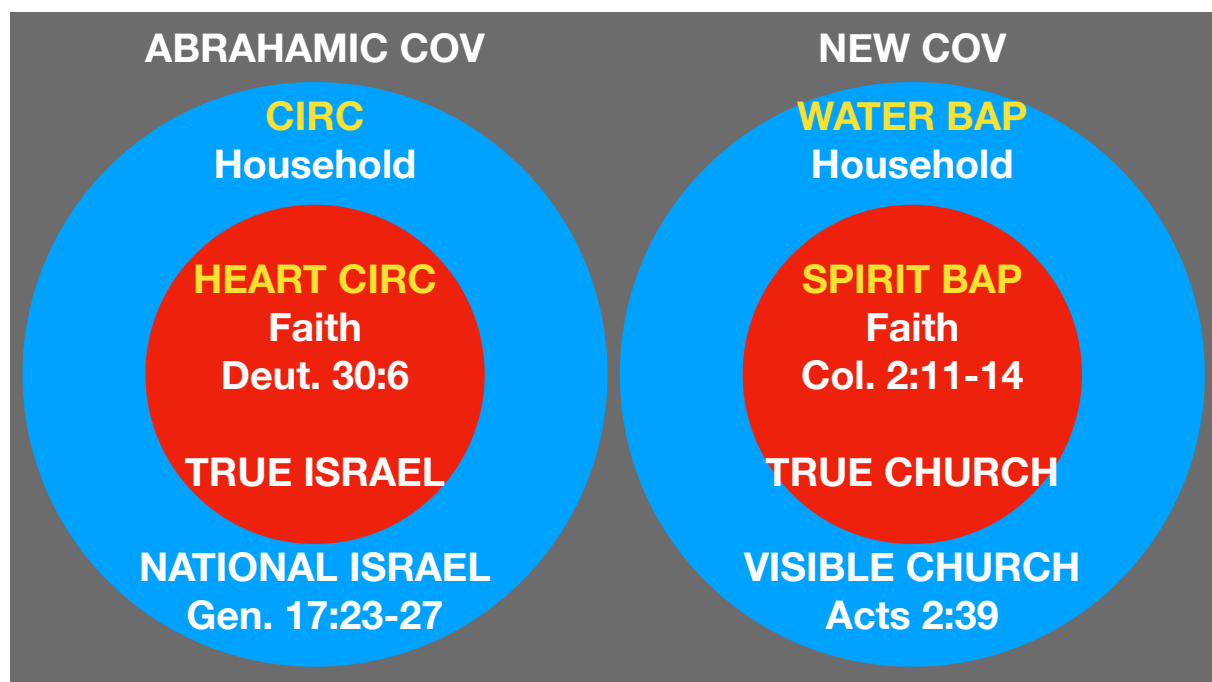 ABRAHAMIC COV
CIRC
Household
HEART CIRC
Faith
Deut. 30:6
TRUE ISRAEL
NATIONAL ISRAEL
Gen. 17:23-27
NEW COV
WATER BAP
Household
SPIRIT BAP
Faith
Col. 2:11-14
TRUE CHURCH
VISIBLE CHURCH
Acts 2:39